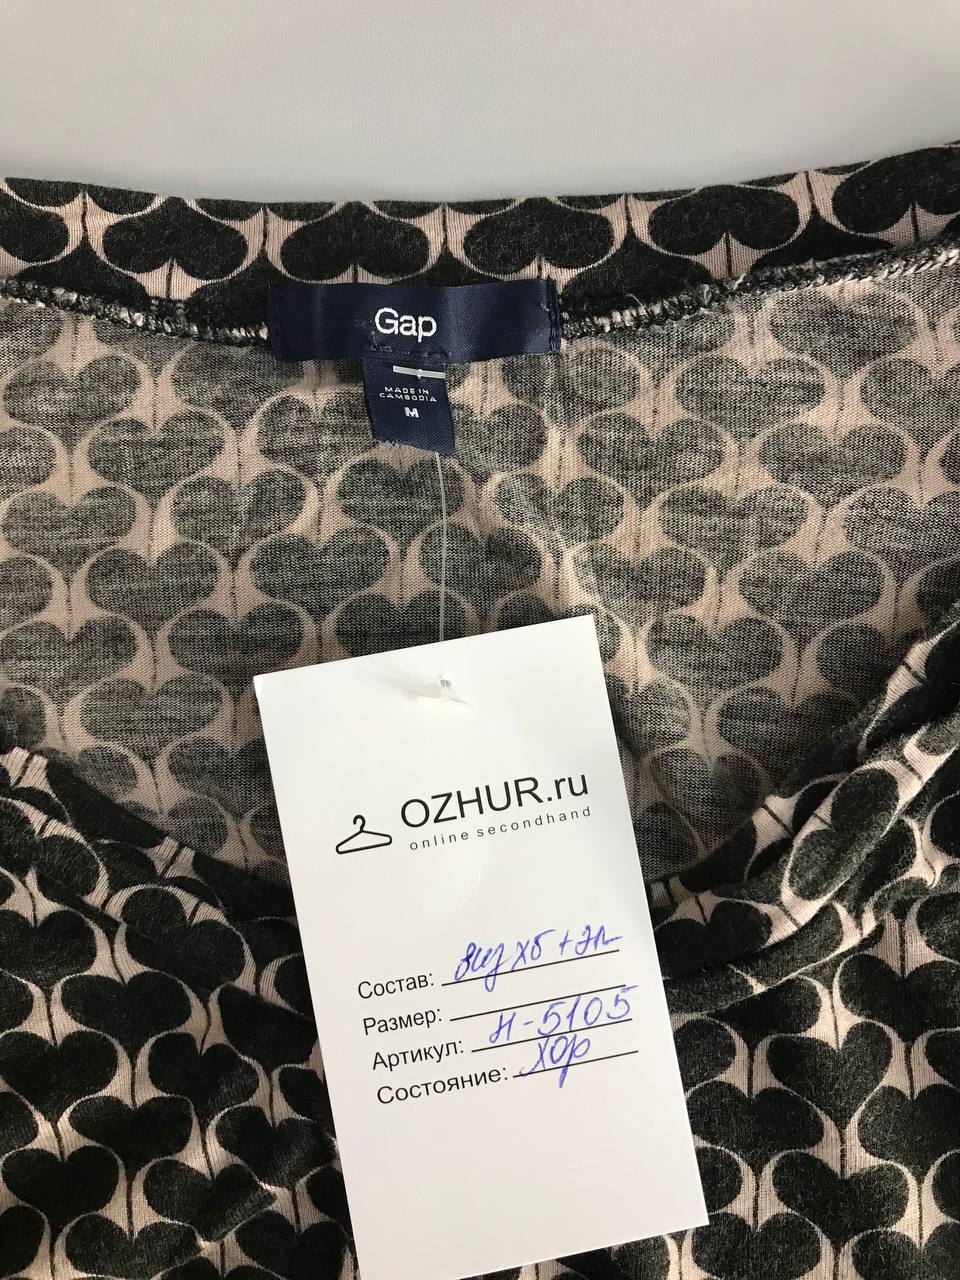 Gap
MADE IN
CAMBODIA
M
OZHUR.ru
online secondhand
Состав: виз хб + эл
Размер:
Артикул: Н-5105
Состояние: хор